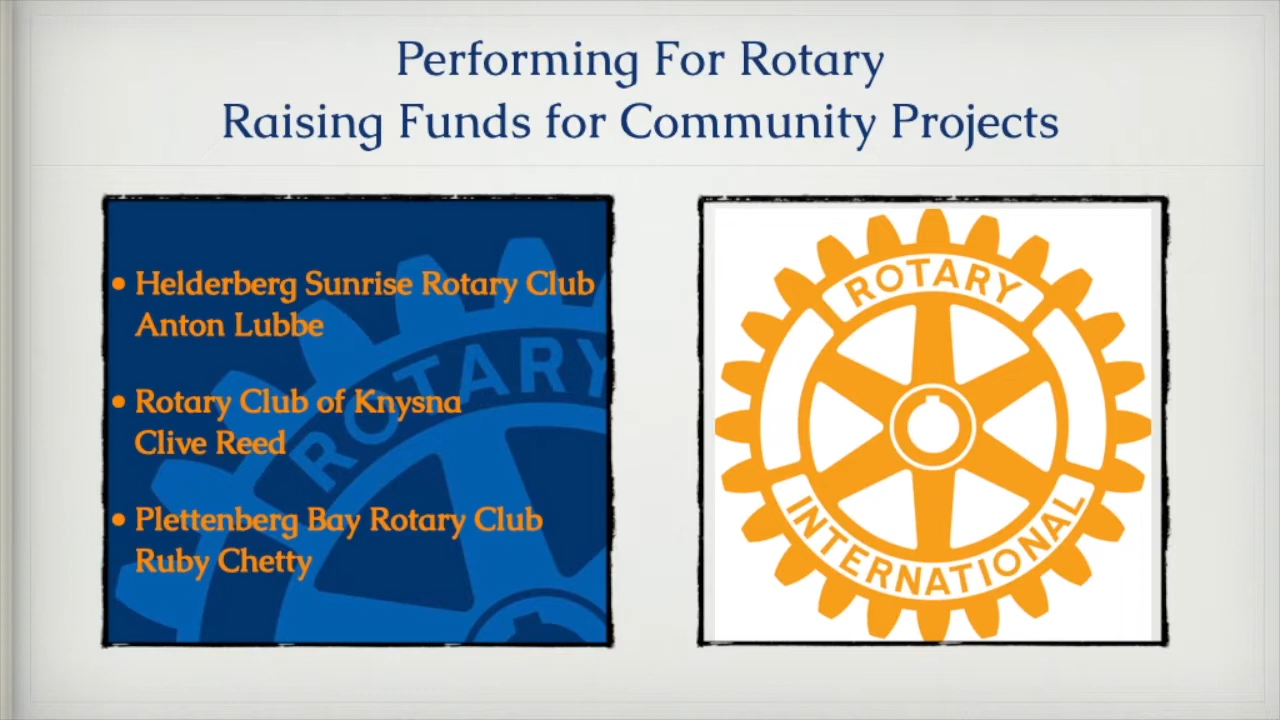 Performing For Rotary
Raising Funds for Community Projects
• Helderberg Sunrise Rotary Club
Anton Lubbe
• Rotary Club of Knysna
Clive Reed
• Plettenberg Bay Rotary Club
Ruby Chetty
ROTARY
ROTARY
INTERNATIONAL